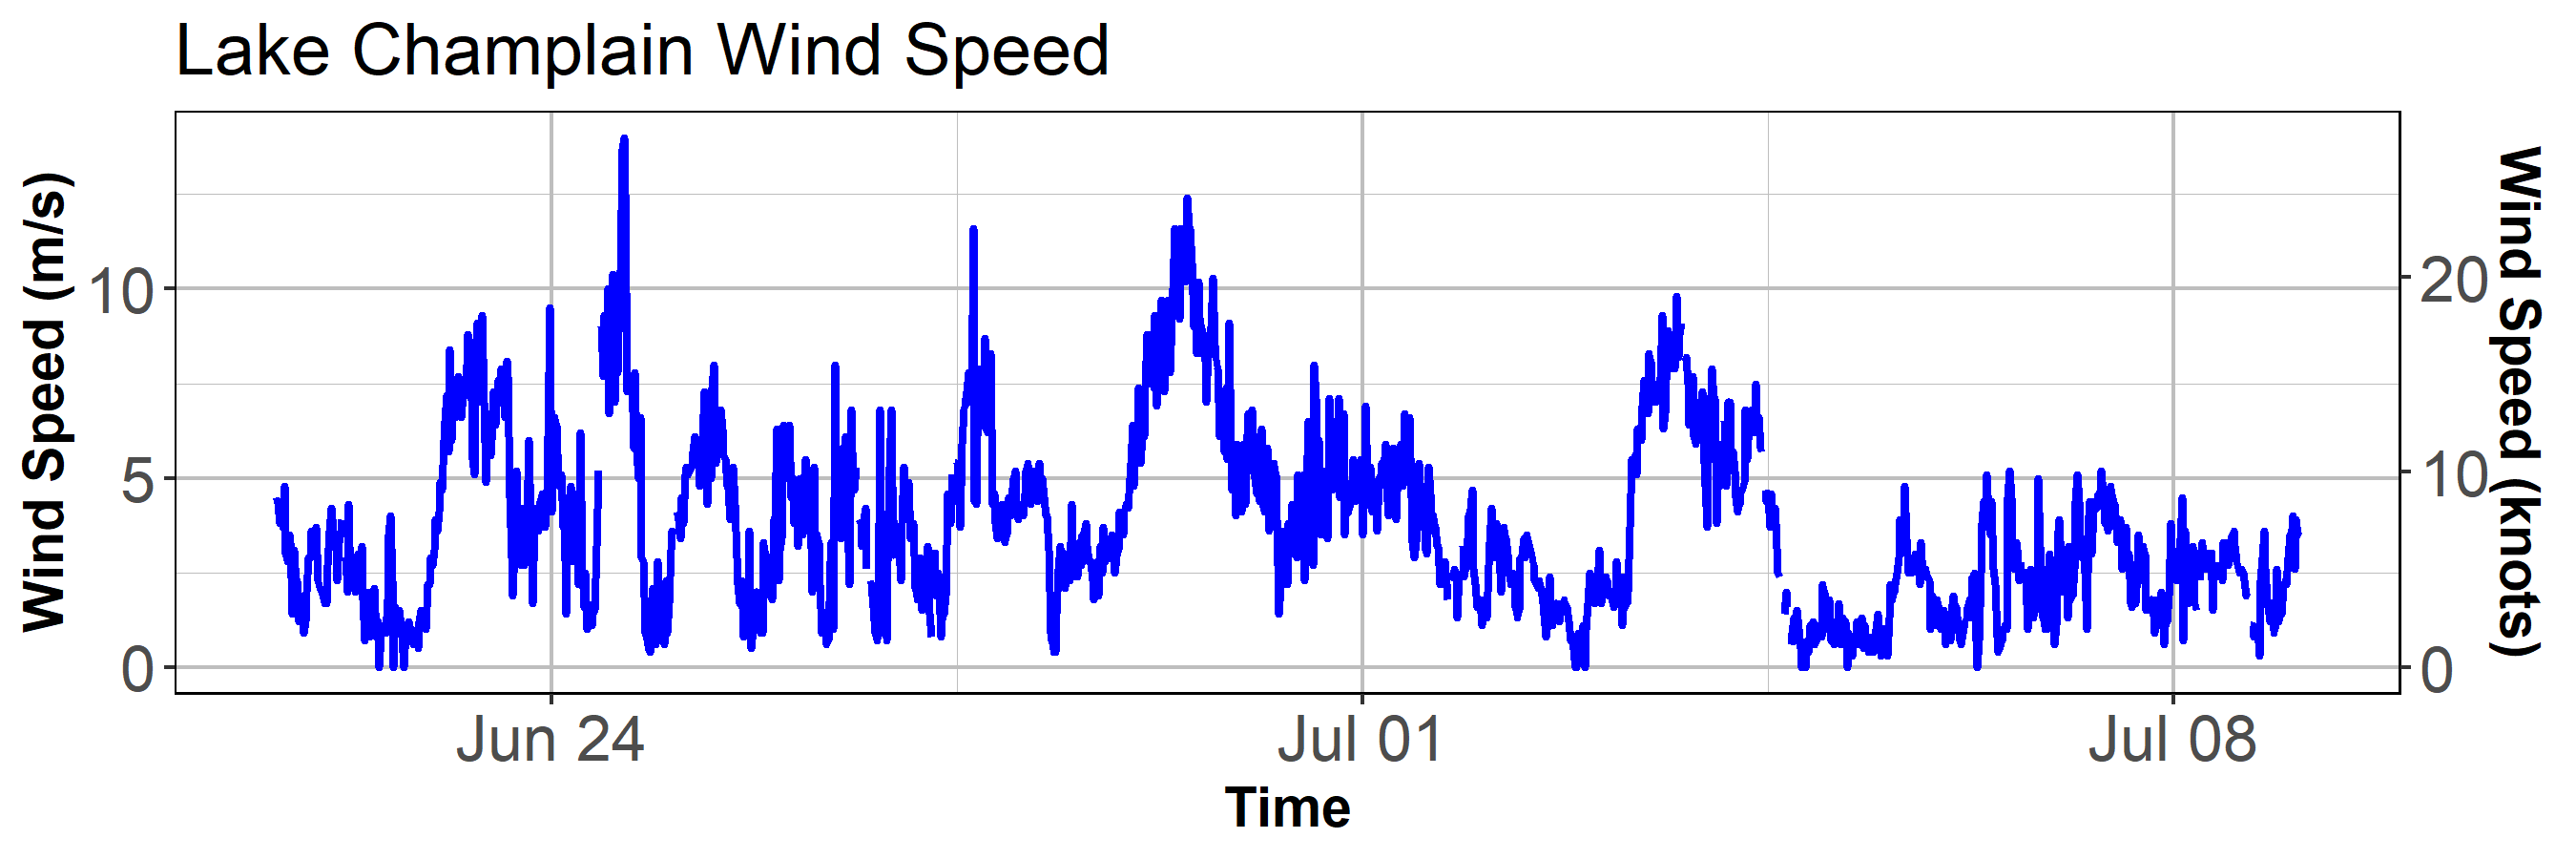 Lake Champlain Wind Speed
Wind Speed (m/s)
10
5
0
20
10
0
Wind Speed (knots)
Jun 24
Jul 01
Jul 08
Time